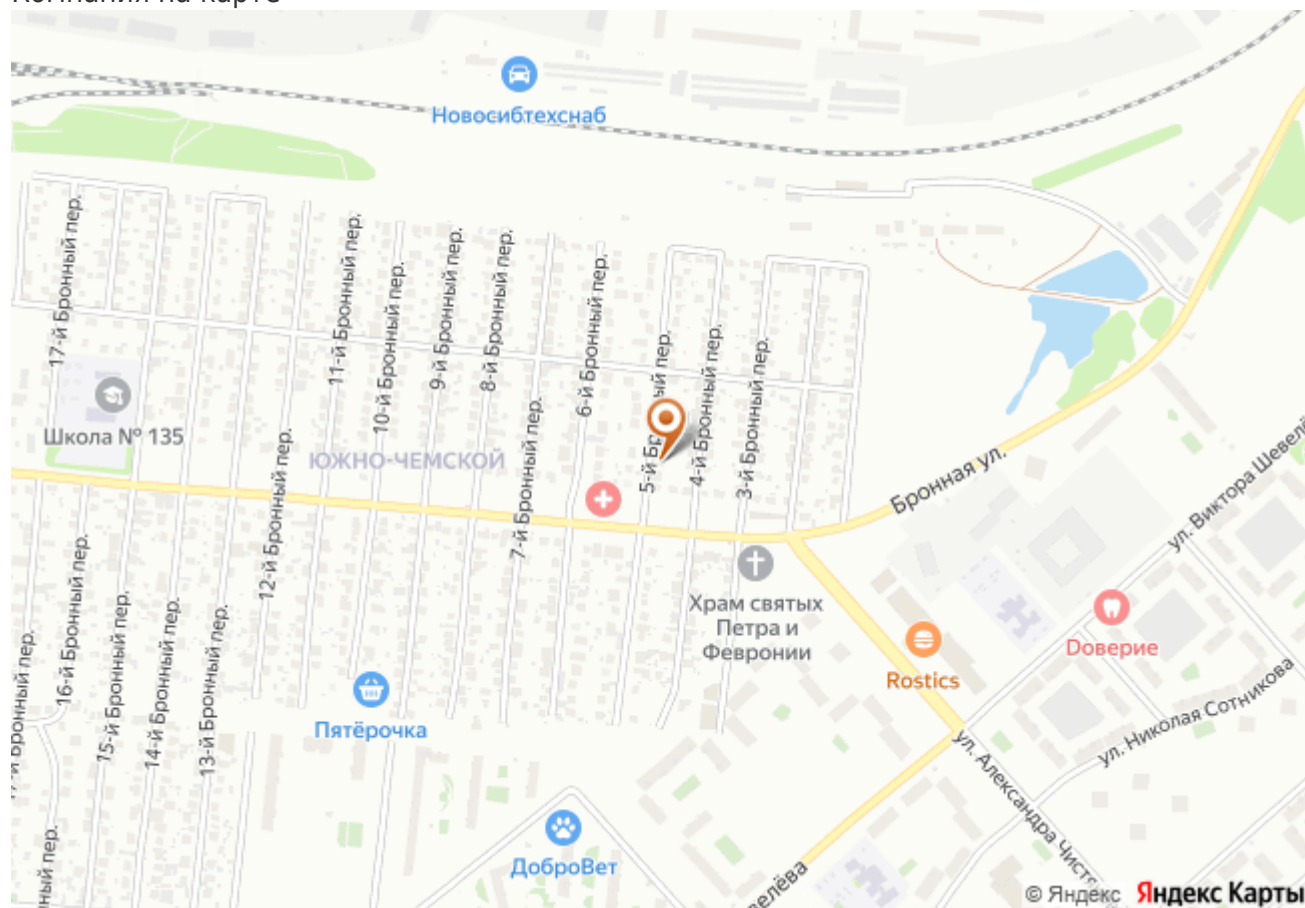 Компания на карте
Новосибтехснаб
17-й Бронный пер.
11-й Бронный пер.
10-й Бронный пер.
9-й Бронный пер.
8-й Бронный пер.
6-й Бронный пер.
4-й Бронный пер.
3-й Бронный пер.
Школа № 135
ЮЖНО-ЧЕМСКОЙ
12-й Бронный пер.
7-й Бронный пер.
Бронная ул.
16-й Бронный пер.
15-й Бронный пер.
14-й Бронный пер.
13-й Бронный пер.
Храм святых
Петра и
Февронии
Rostics
Dоверие
ул. Николая Сотникова
Пятёрочка
ДоброВет
© Яндекс Яндекс Карты